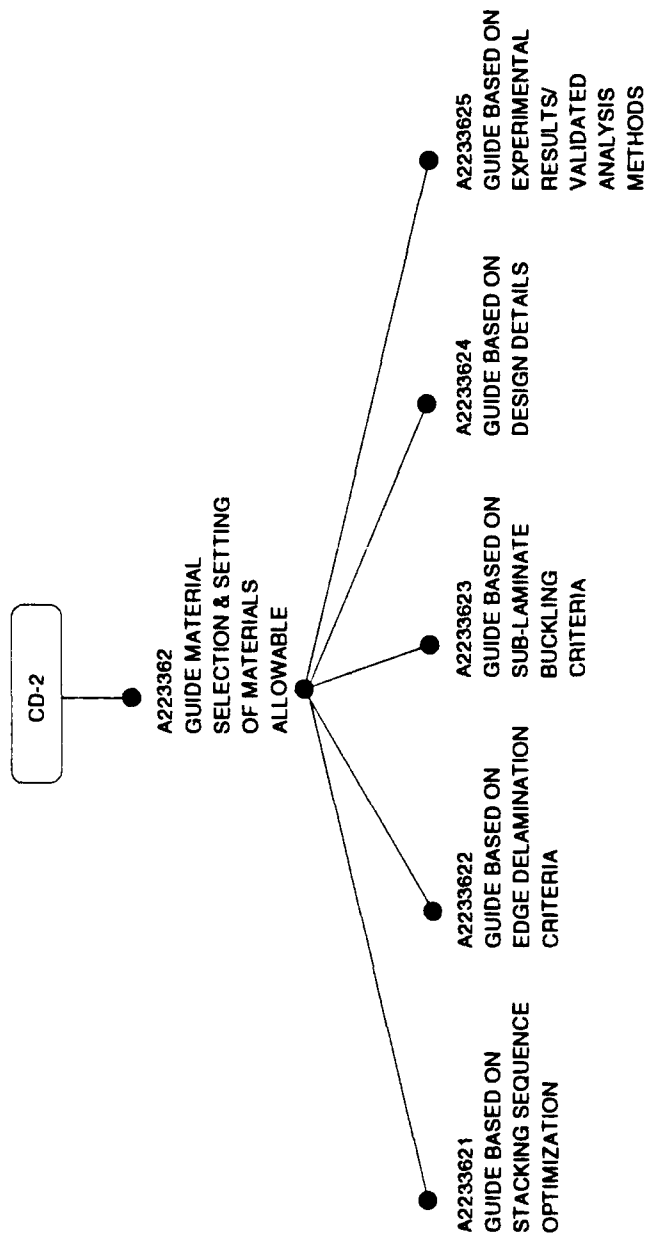 CD-2
A223362
GUIDE MATERIAL
SELECTION & SETTING
OF MATERIALS
ALLOWABLE
A2233621
GUIDE BASED ON
STACKING SEQUENCE
OPTIMIZATION
A2233622
GUIDE BASED ON
EDGE DELAMINATION
CRITERIA
A2233623
GUIDE BASED ON
SUB-LAMINATE
BUCKLING
CRITERIA
A2233624
GUIDE BASED ON
DESIGN DETAILS
A2233625
GUIDE BASED ON
EXPERIMENTAL
RESULTS/
VALIDATED
ANALYSIS
METHODS